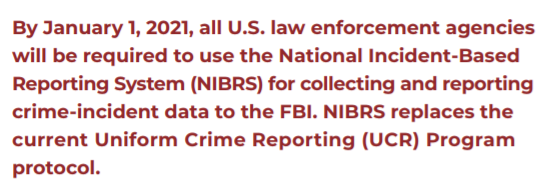 By January 1, 2021, all U.S. law enforcement agencies
will be required to use the National Incident-Based
Reporting System (NIBRS) for collecting and reporting
crime-incident data to the FBI. NIBRS replaces the
current Uniform Crime Reporting (UCR) Program
protocol.